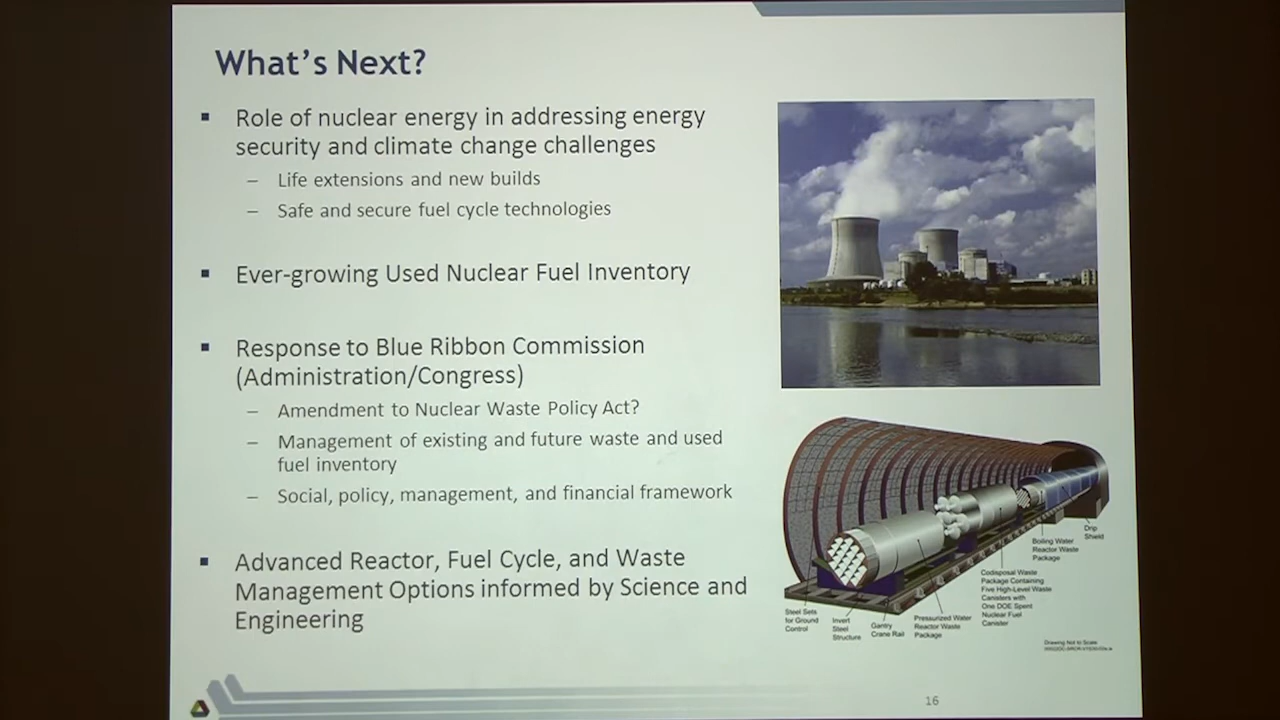 What's Next?
▪ Role of nuclear energy in addressing energy
security and climate change challenges
– Life extensions and new builds
– Safe and secure fuel cycle technologies
▪ Ever-growing Used Nuclear Fuel Inventory
▪ Response to Blue Ribbon Commission
(Administration/Congress)
– Amendment to Nuclear Waste Policy Act?
– Management of existing and future waste and used
fuel inventory
– Social, policy, management, and financial framework
▪ Advanced Reactor, Fuel Cycle, and Waste
Management Options informed by Science and
Engineering
Drip
Shield
Boiling Water
Reactor Waste
Package
Codisposal Waste
Package Containing
Five High-Level Waste
Canisters with
One DOE Spent
Nuclear Fuel
Canister
Pressurized Water
Reactor Waste
Package
Gantry
Crane Rail
Invert
Steel
Structure
Steel Sets
for Ground
Control
Drawing Not to Scale
16